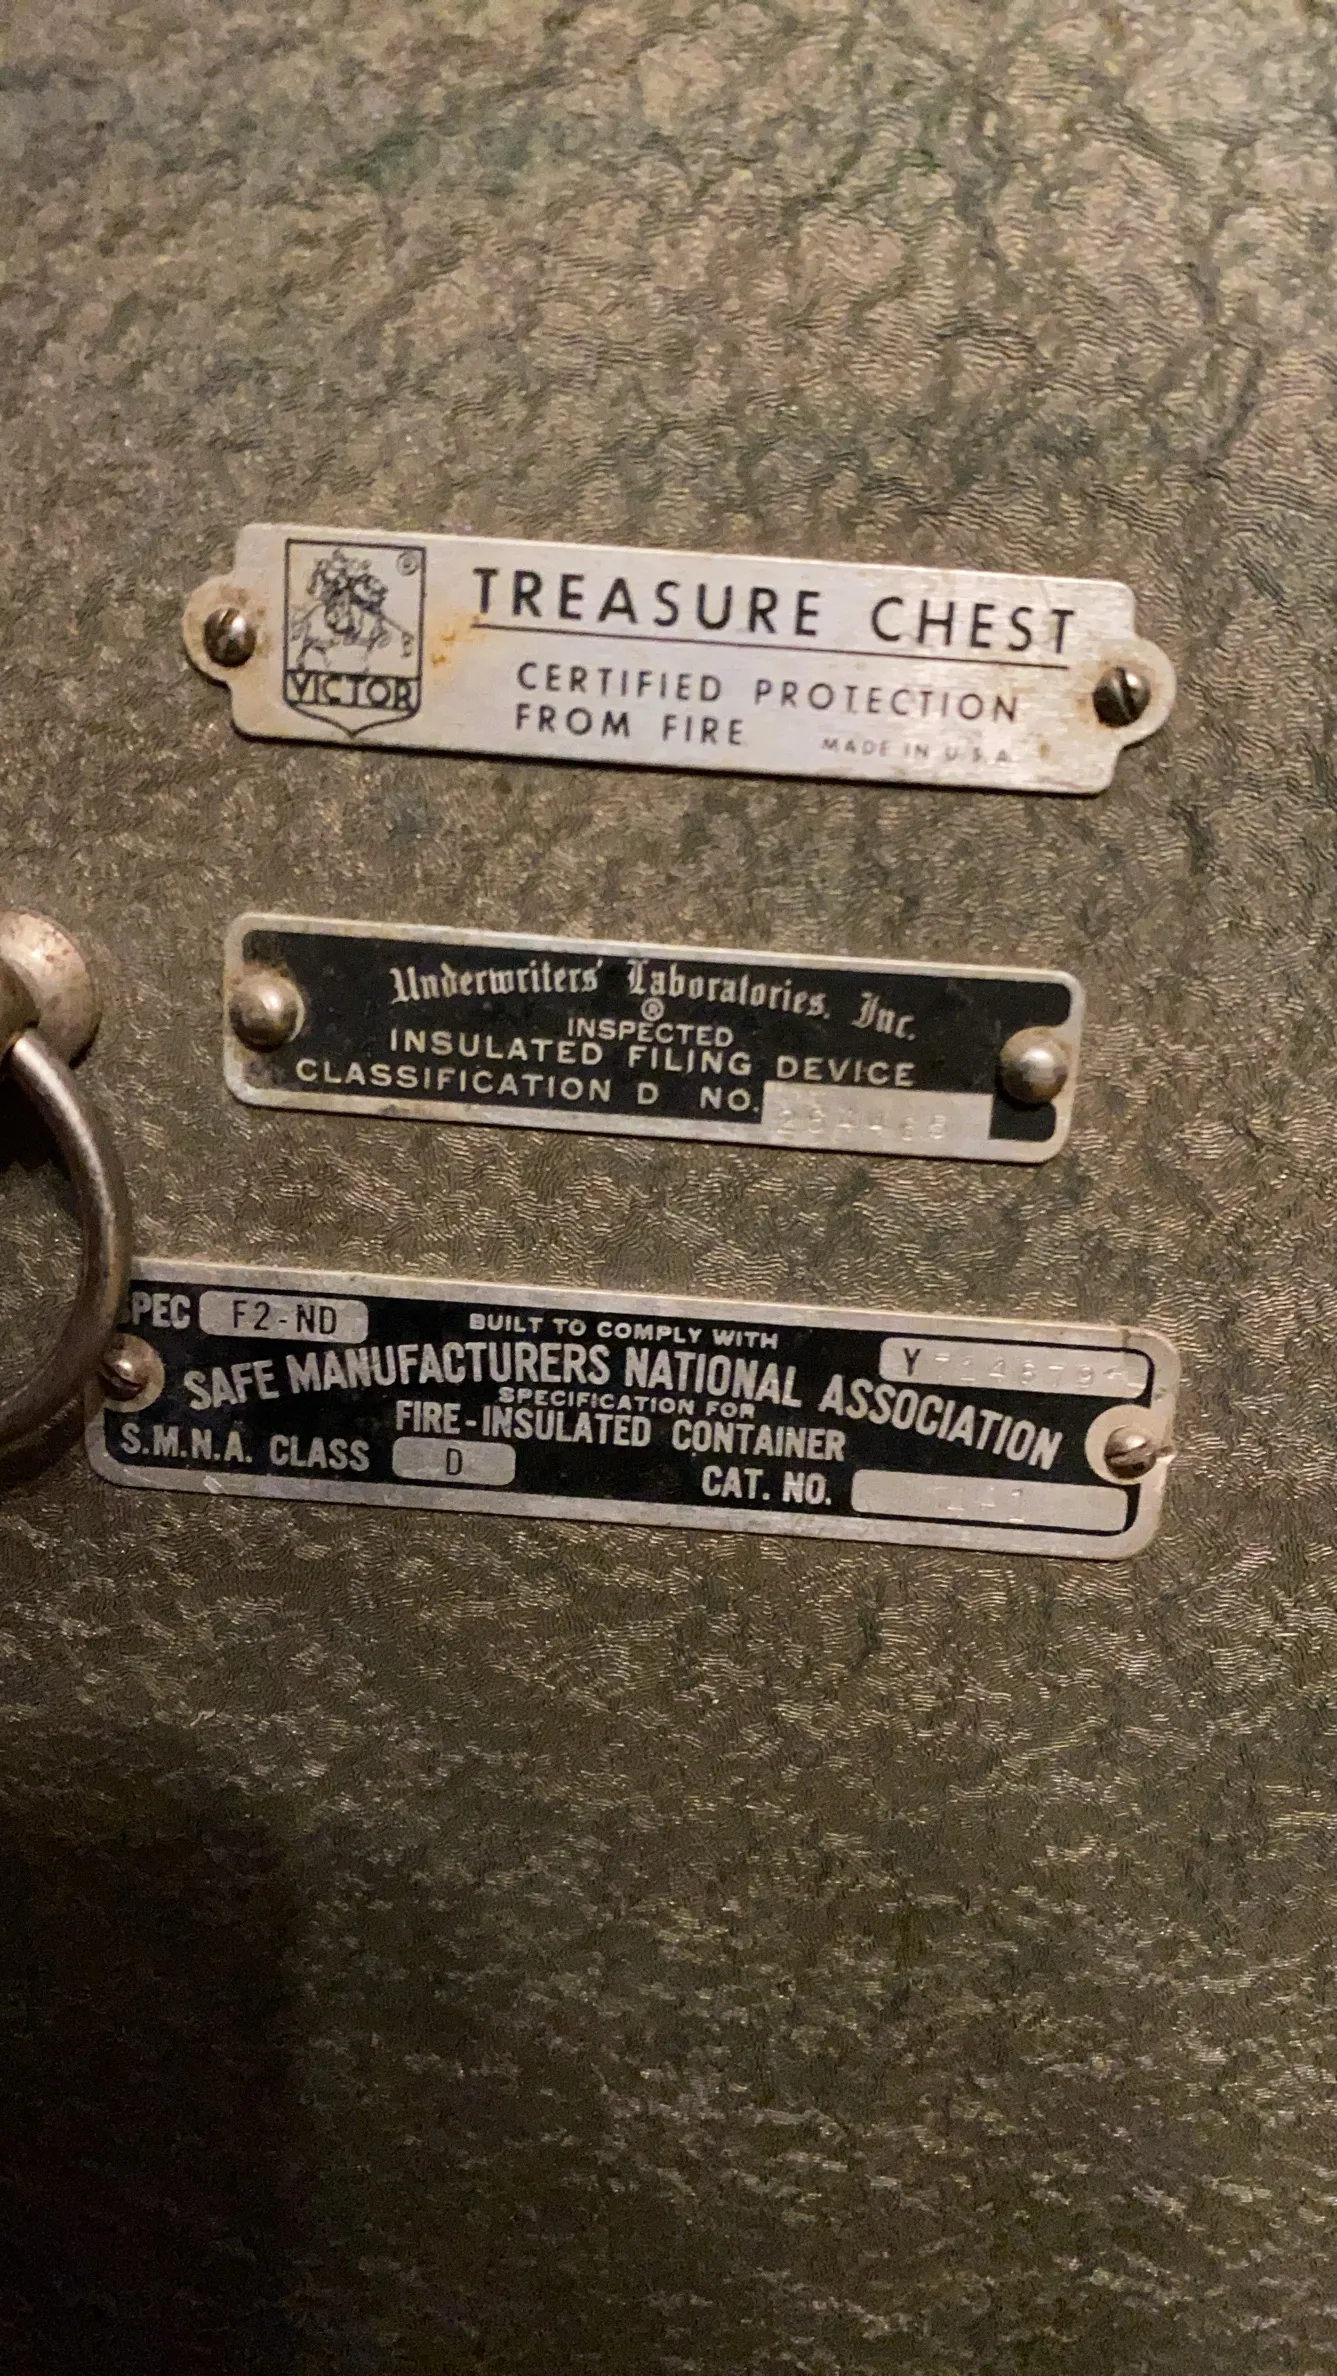 ®
VICTOR
TREASURE CHEST
CERTIFIED PROTECTION
FROM FIRE
MADE IN U.S.A.
Underwriters' Laboratories, Inc.
®
INSPECTED
INSULATED FILING DEVICE
CLASSIFICATION D NO.
F2-ND
BUILT TO COMPLY WITH
Y
SAFE MANUFACTURERS NATIONAL ASSOCIATION
SPECIFICATION FOR
FIRE-INSULATED CONTAINER
S.M.N.A. CLASS D
CAT. NO.